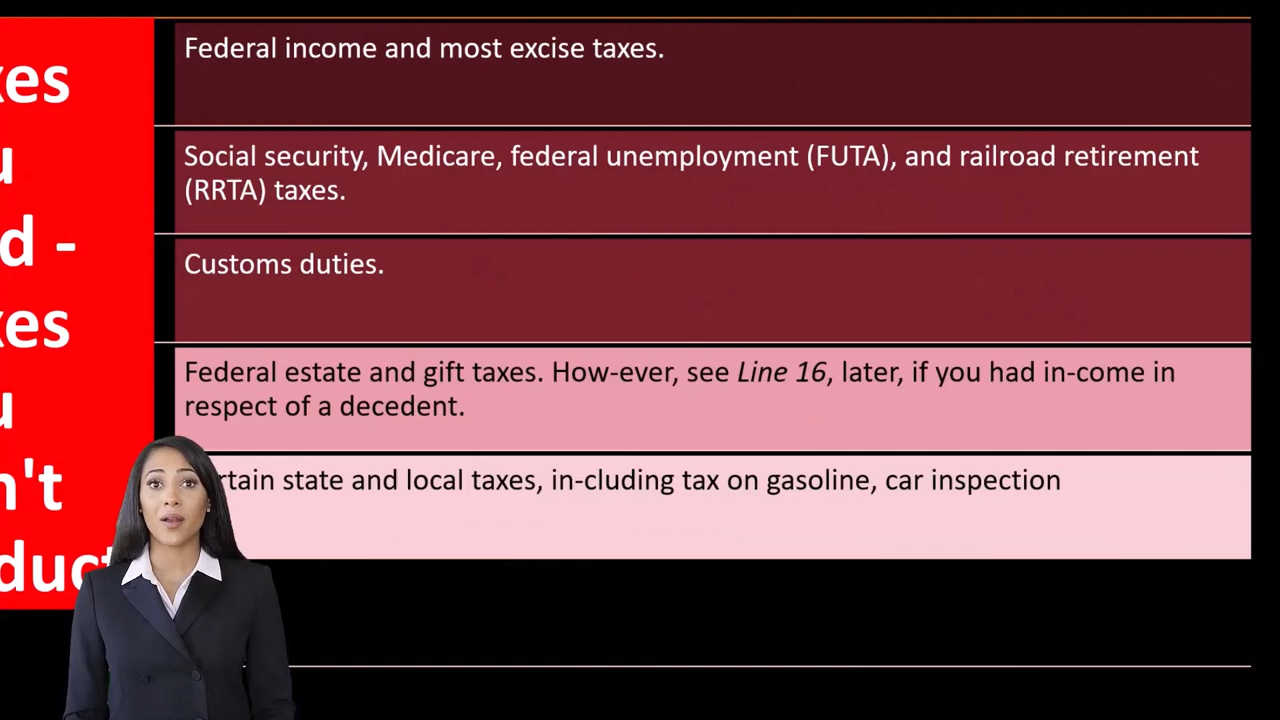 xes
u
d -
xes
u
n't
duct
Federal income and most excise taxes.
Social security, Medicare, federal unemployment (FUTA), and railroad retirement
(RRTA) taxes.
Customs duties.
Federal estate and gift taxes. How-ever, see Line 16, later, if you had in-come in
respect of a decedent.
rtain state and local taxes, in-cluding tax on gasoline, car inspection